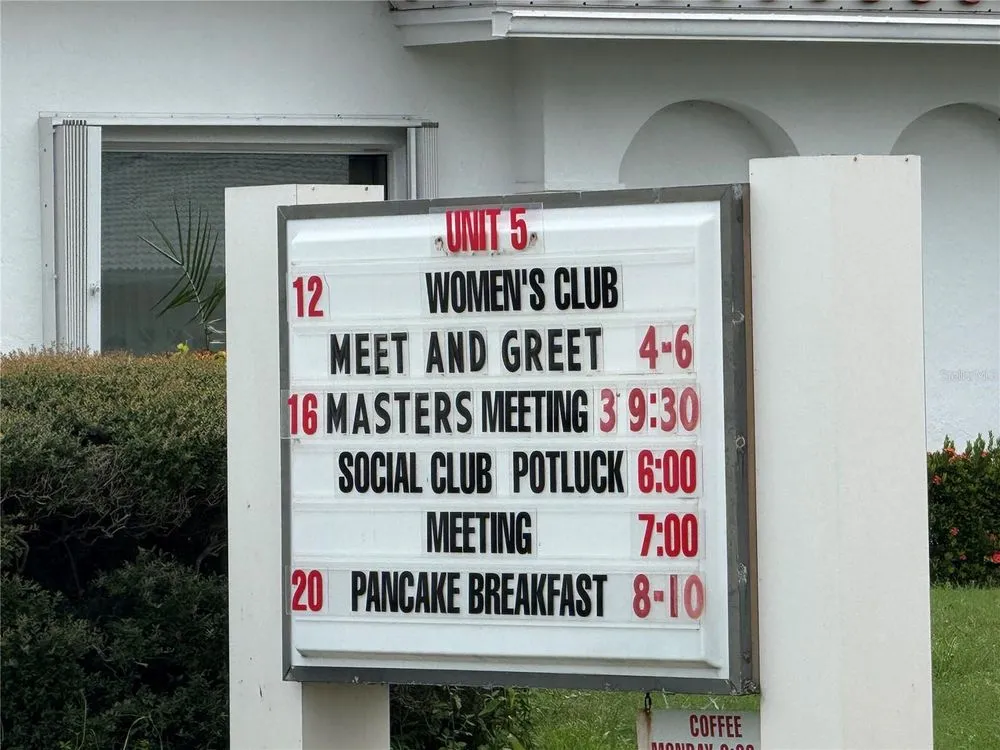 UNIT 5
12 WOMEN'S CLUB
MEET AND GREET 4-6
16 MASTERS MEETING 3 9:30
SOCIAL CLUB POTLUCK 6:00
MEETING 7:00
20 PANCAKE BREAKFAST 8-10
COFFEE
MONDAY